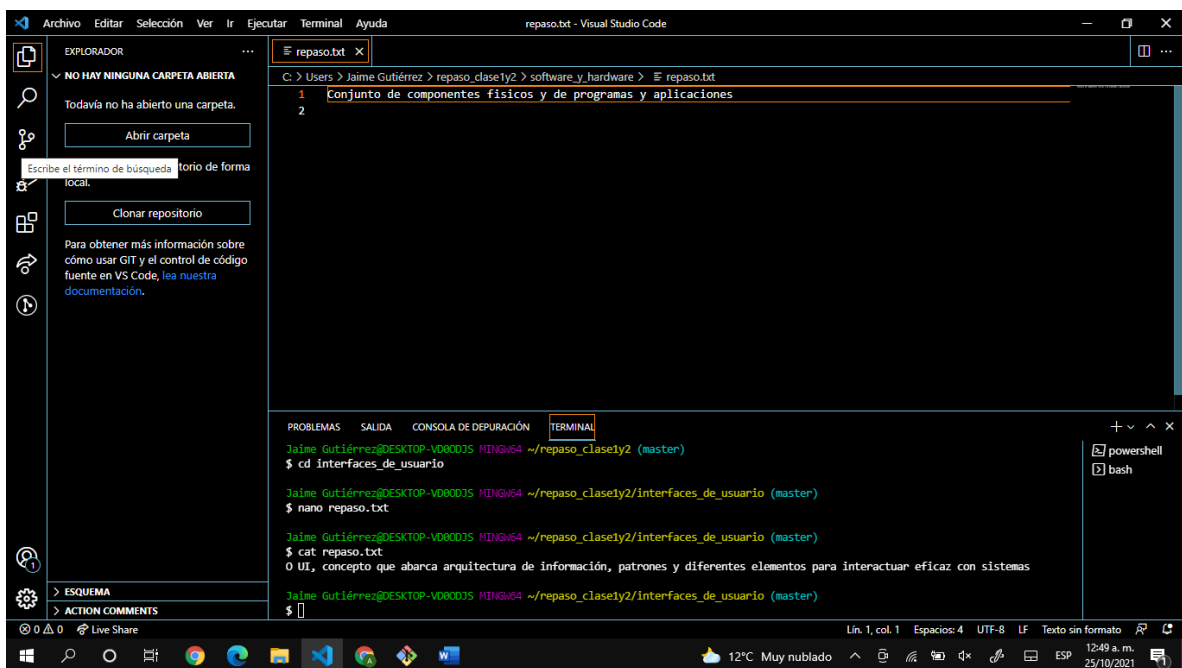 Archivo Editar Selección Ver Ir Ejecutar Terminal Ayuda repaso.txt - Visual Studio Code
EXPLORADOR ...
repaso.txt
NO HAY NINGUNA CARPETA ABIERTA
C: > Users > Jaime Gutiérrez > repaso_clase1y2 > software_y_hardware > repaso.txt
1 Conjunto de componentes fisicos y de programas y aplicaciones
2
Todavía no ha abierto una carpeta.
Abrir carpeta
Escribe el término de búsqueda
torio de forma
local.
Clonar repositorio
Para obtener más información sobre
cómo usar GIT y el control de código
fuente en VS Code, lea nuestra
documentación.
PROBLEMAS SALIDA CONSOLA DE DEPURACIÓN TERMINAL
Jaime Gutiérrez@DESKTOP-VD0ODJS MINGW64 ~/repaso_clase1y2 (master)
$ cd interfaces_de_usuario
Jaime Gutiérrez@DESKTOP-VD0ODJS MINGW64 ~/repaso_clase1y2/interfaces_de_usuario (master)
$ nano repaso.txt
Jaime Gutiérrez@DESKTOP-VD0ODJS MINGW64 ~/repaso_clase1y2/interfaces_de_usuario (master)
$ cat repaso.txt
O UI, concepto que abarca arquitectura de información, patrones y diferentes elementos para interactuar eficaz con sistemas
Jaime Gutiérrez@DESKTOP-VD0ODJS MINGW64 ~/repaso_clase1y2/interfaces_de_usuario (master)
$
powershell
bash
1
> ESQUEMA
> ACTION COMMENTS
0 0 Live Share
Lín. 1, col. 1 Espacios: 4 UTF-8 LF Texto sin formato
12°C Muy nublado
ESP
12:49 a. m.
25/10/2021
1